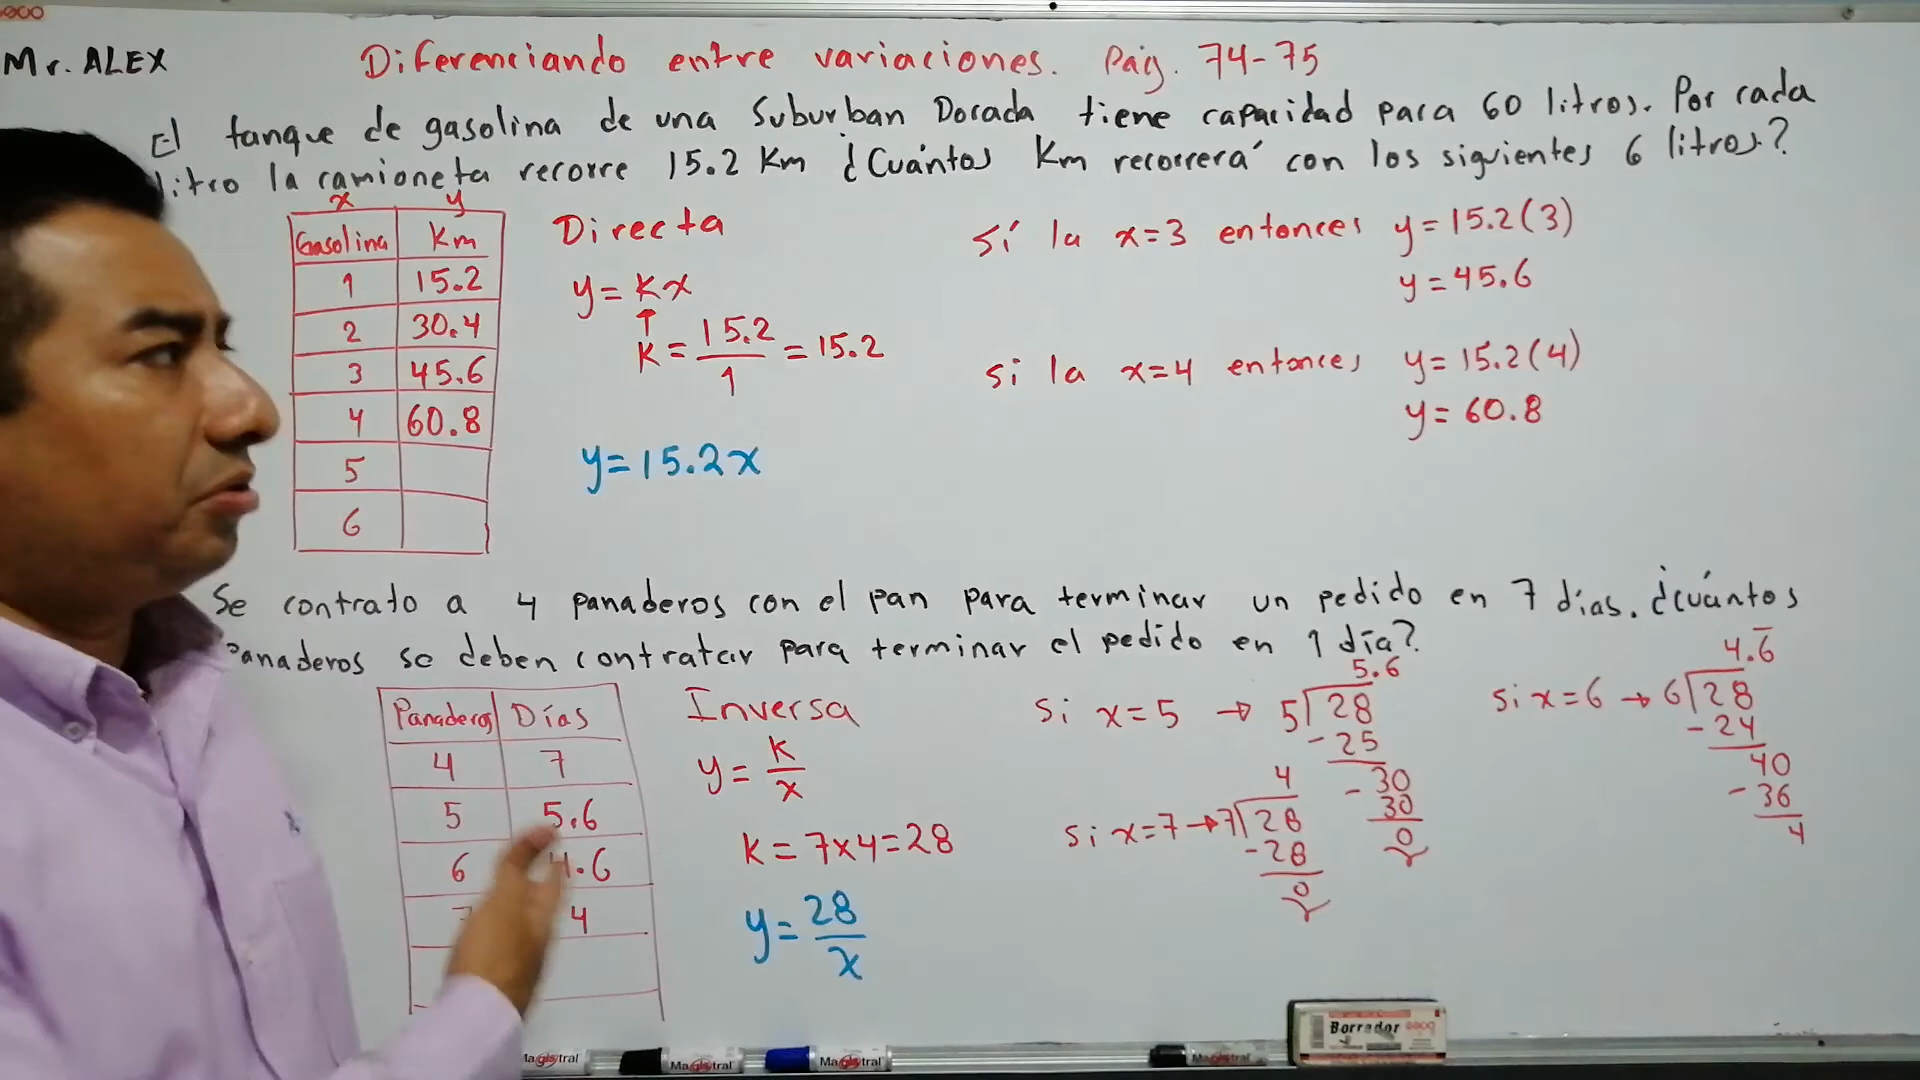 Mr. ALEX
Diferenciando entre variaciones. Pág. 74-75
El tanque de gasolina de una Suburban Dorada tiene capacidad para 60 litros. Por cada
litro la camioneta recorre 15.2 Km ¿Cuántos Km recorrerá con los siguientes 6 litros?
x y
Gasolina Km
1 15.2
2 30.4
3 45.6
4 60.8
5
6
Directa
y = kx
↑
K = 15.2/1 = 15.2
y = 15.2x
sí la x=3 entonces y = 15.2(3)
y = 45.6
si la x=4 entonces y = 15.2(4)
y = 60.8
Se contrato a 4 panaderos con el pan para terminar un pedido en 7 días. ¿cuántos
Panaderos se deben contratar para terminar el pedido en 1 día?
Panaderos Días
4 7
5 5.6
6 4.6
7 4
Inversa
y = k/x
K = 7x4=28
y = 28/x
5.6
Si x=5 → 5 28
-25
-30
30
0
4
si x=7 → 7 28
-28
0
4.6̅
si x=6 → 6 28
-24
40
-36
4
Borrador
Magistral
Magistral
Magistral
Magistral